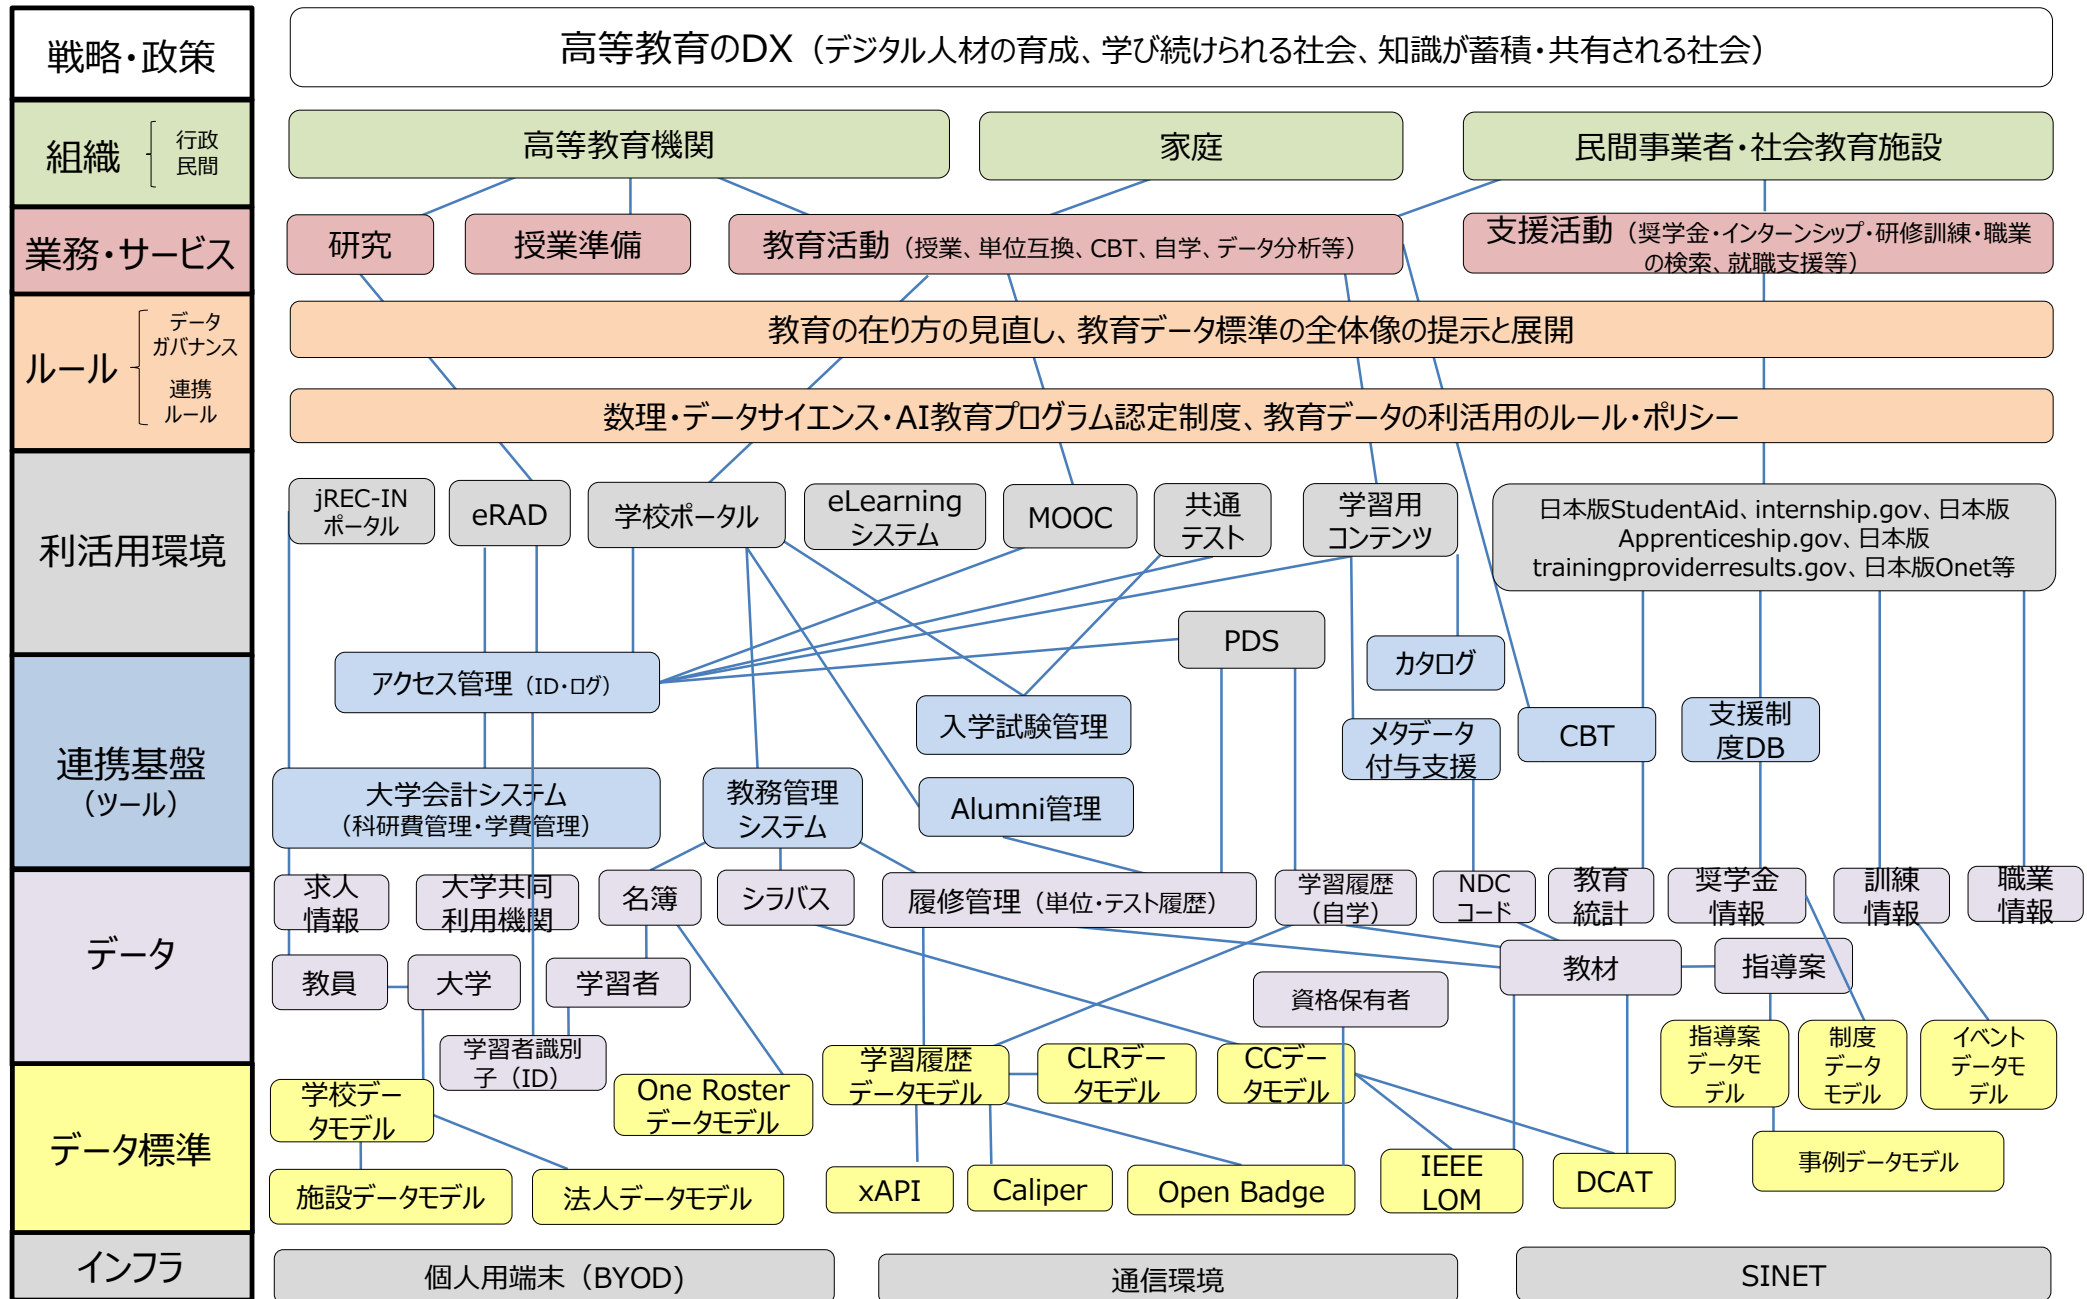 戦略・政策
高等教育のDX（デジタル人材の育成、学び続けられる社会、知識が蓄積・共有される社会）
組織
行政
民間
高等教育機関
家庭
民間事業者・社会教育施設
業務・サービス
研究
授業準備
教育活動（授業、単位互換、CBT、自学、データ分析等）
支援活動（奨学金・インターンシップ・研修訓練・職業
の検索、就職支援等）
ルール
データ
ガバナンス
連携
ルール
教育の在り方の見直し、教育データ標準の全体像の提示と展開
数理・データサイエンス・AI教育プログラム認定制度、教育データの利活用のルール・ポリシー
利活用環境
jREC-IN
ポータル
eRAD
学校ポータル
eLearning
システム
MOOC
共通
テスト
学習用
コンテンツ
日本版StudentAid、internship.gov、日本版
Apprenticeship.gov、日本版
trainingproviderresults.gov、日本版Onet等
PDS
連携基盤
（ツール）
アクセス管理（ID・ログ）
カタログ
入学試験管理
メタデータ
付与支援
CBT
支援制
度DB
大学会計システム
（科研費管理・学費管理）
教務管理
システム
Alumni管理
データ
求人
情報
大学共同
利用機関
名簿
シラバス
履修管理（単位・テスト履歴）
学習履歴
（自学）
NDC
コード
教育
統計
奨学金
情報
訓練
情報
職業
情報
教員
大学
学習者
教材
指導案
資格保有者
学習者識別
子（ID）
データ標準
学校デー
タモデル
One Roster
データモデル
学習履歴
データモデル
CLRデー
タモデル
CCデー
タモデル
指導案
データモ
デル
制度
データ
モデル
イベント
データモ
デル
施設データモデル
法人データモデル
xAPI
Caliper
Open Badge
IEEE
LOM
DCAT
事例データモデル
インフラ
個人用端末（BYOD)
通信環境
SINET